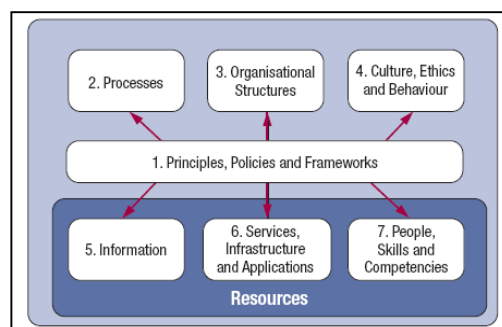 2. Processes
3. Organisational
Structures
4. Culture, Ethics
and Behaviour
1. Principles, Policies and Frameworks
5. Information
6. Services,
Infrastructure
and Applications
7. People,
Skills and
Competencies
Resources